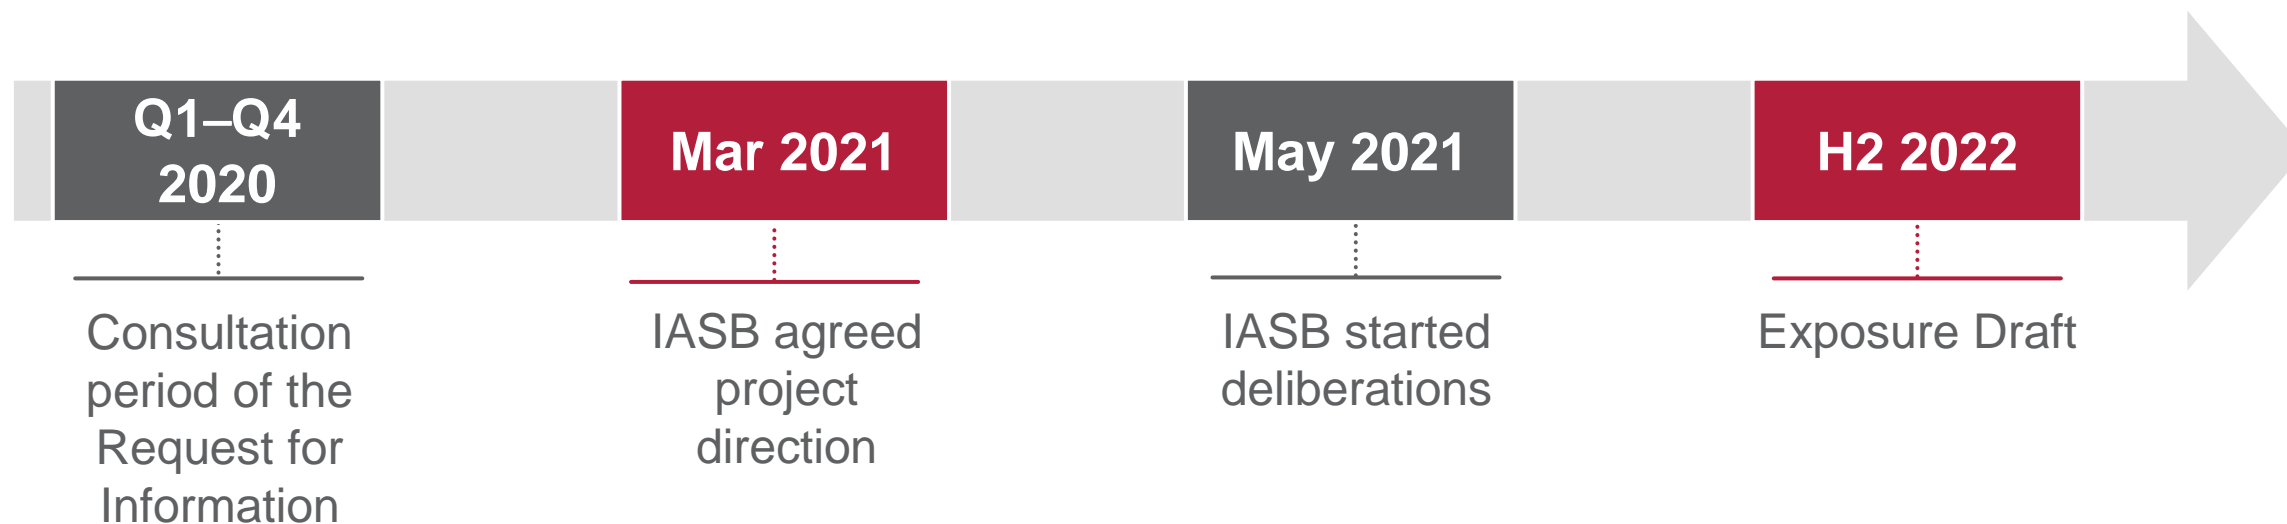 Q1–Q4
2020
Mar 2021
May 2021
H2 2022
Consultation
period of the
Request for
Information
IASB agreed
project
direction
IASB started
deliberations
Exposure Draft